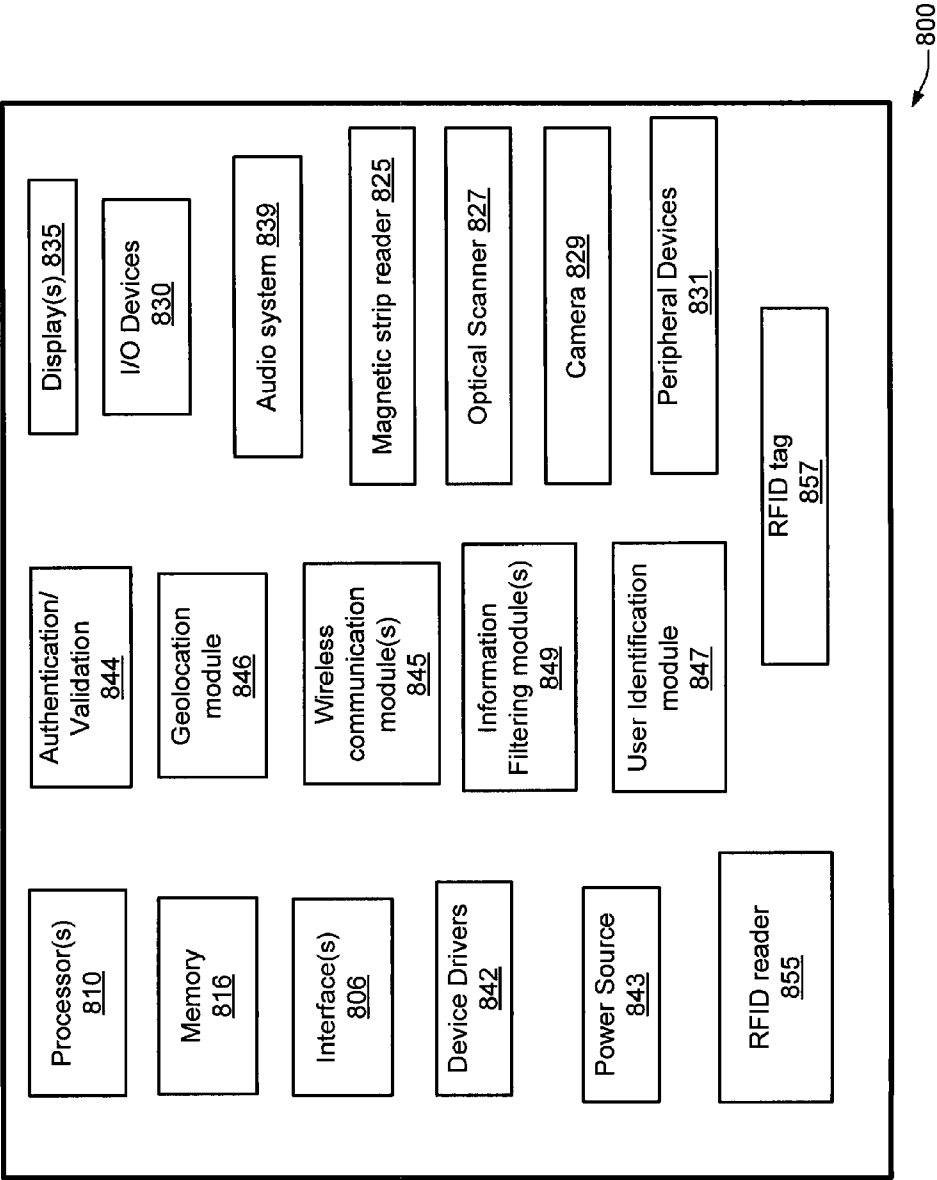 Processor(s)
810
Memory
816
Interface(s)
806
Device Drivers
842
Power Source
843
RFID reader
855
Authentication/
Validation
844
Geolocation
module
846
Wireless
communication
module(s)
845
Information
Filtering module(s)
849
User Identification
module
847
RFID tag
857
Display(s) 835
I/O Devices
830
Audio system 839
Magnetic strip reader 825
Optical Scanner 827
Camera 829
Peripheral Devices
831
800